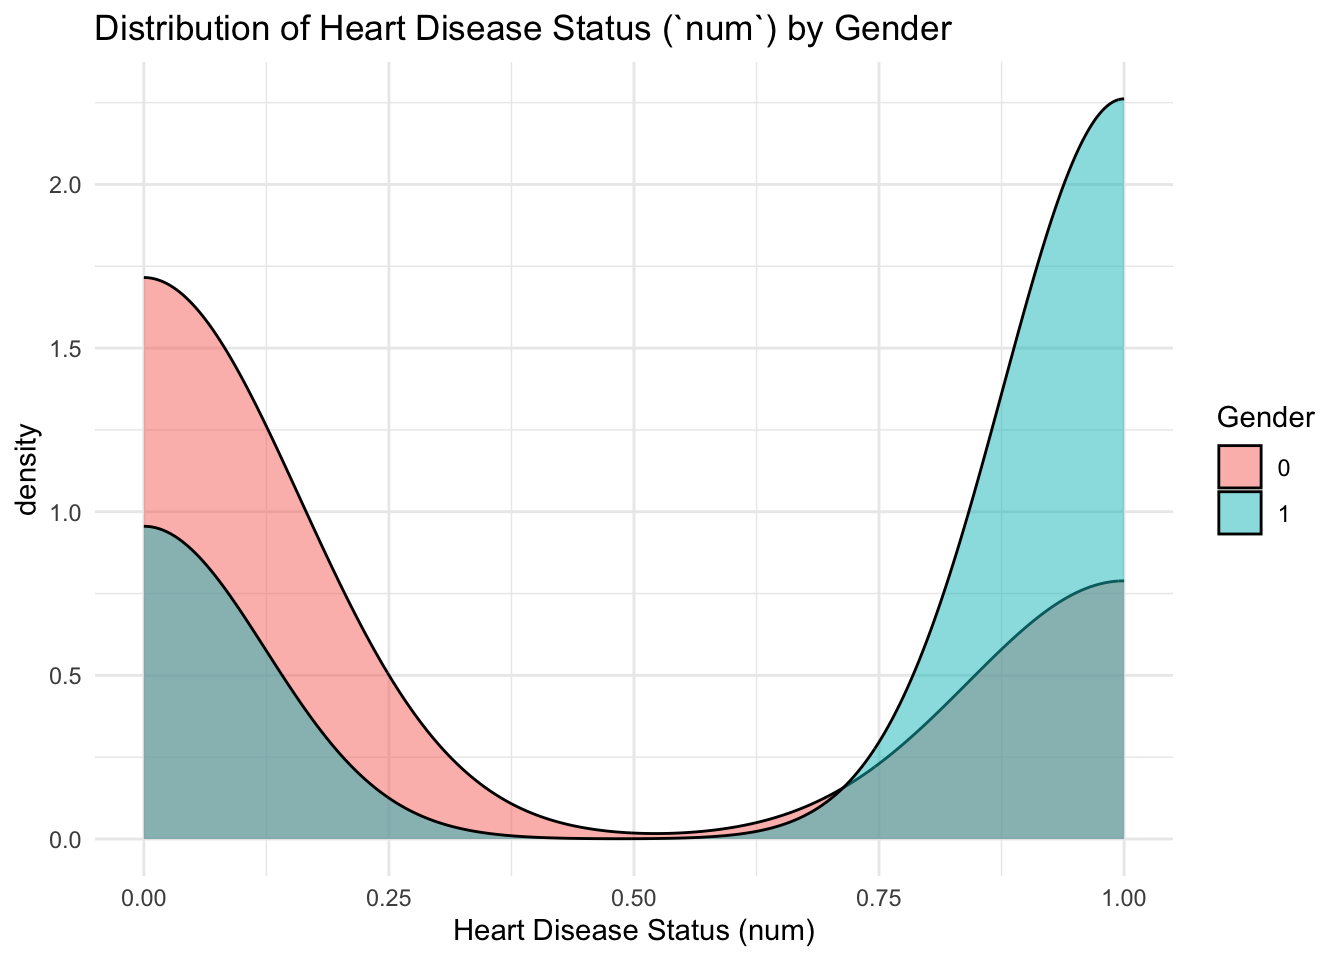 Distribution of Heart Disease Status (`num`) by Gender
density
2.0
1.5
1.0
0.5
0.0
0.00 0.25 0.50 0.75 1.00
Heart Disease Status (num)
Gender
0
1